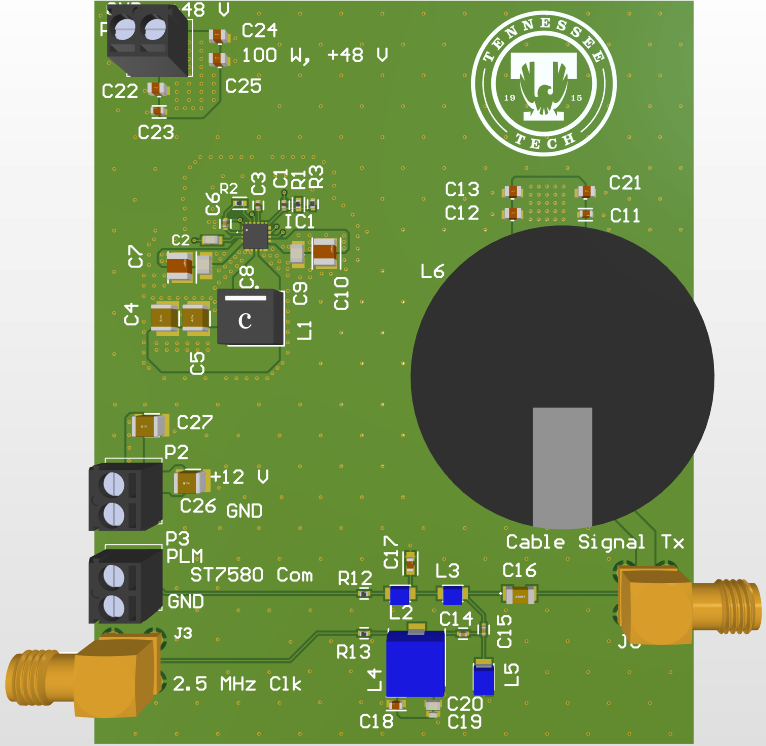 48 V
C24
100 W, +48 V
C25
C22
C23
TENNESSEE
19 15
TECH
C13
C21
C12
C11
R2
C3
C1
R1
R3
C6
IC1
C2
C7
C8
C9
C10
L6
C4
C
L1
C5
C27
P2
+12 V
C26
GND
P3
PLM
ST7580 Com
GND
Cable Signal Tx
C17
R12
L3
C16
L2
C14
C15
J3
R13
L4
L5
2.5 MHz Clk
C20
C18
C19